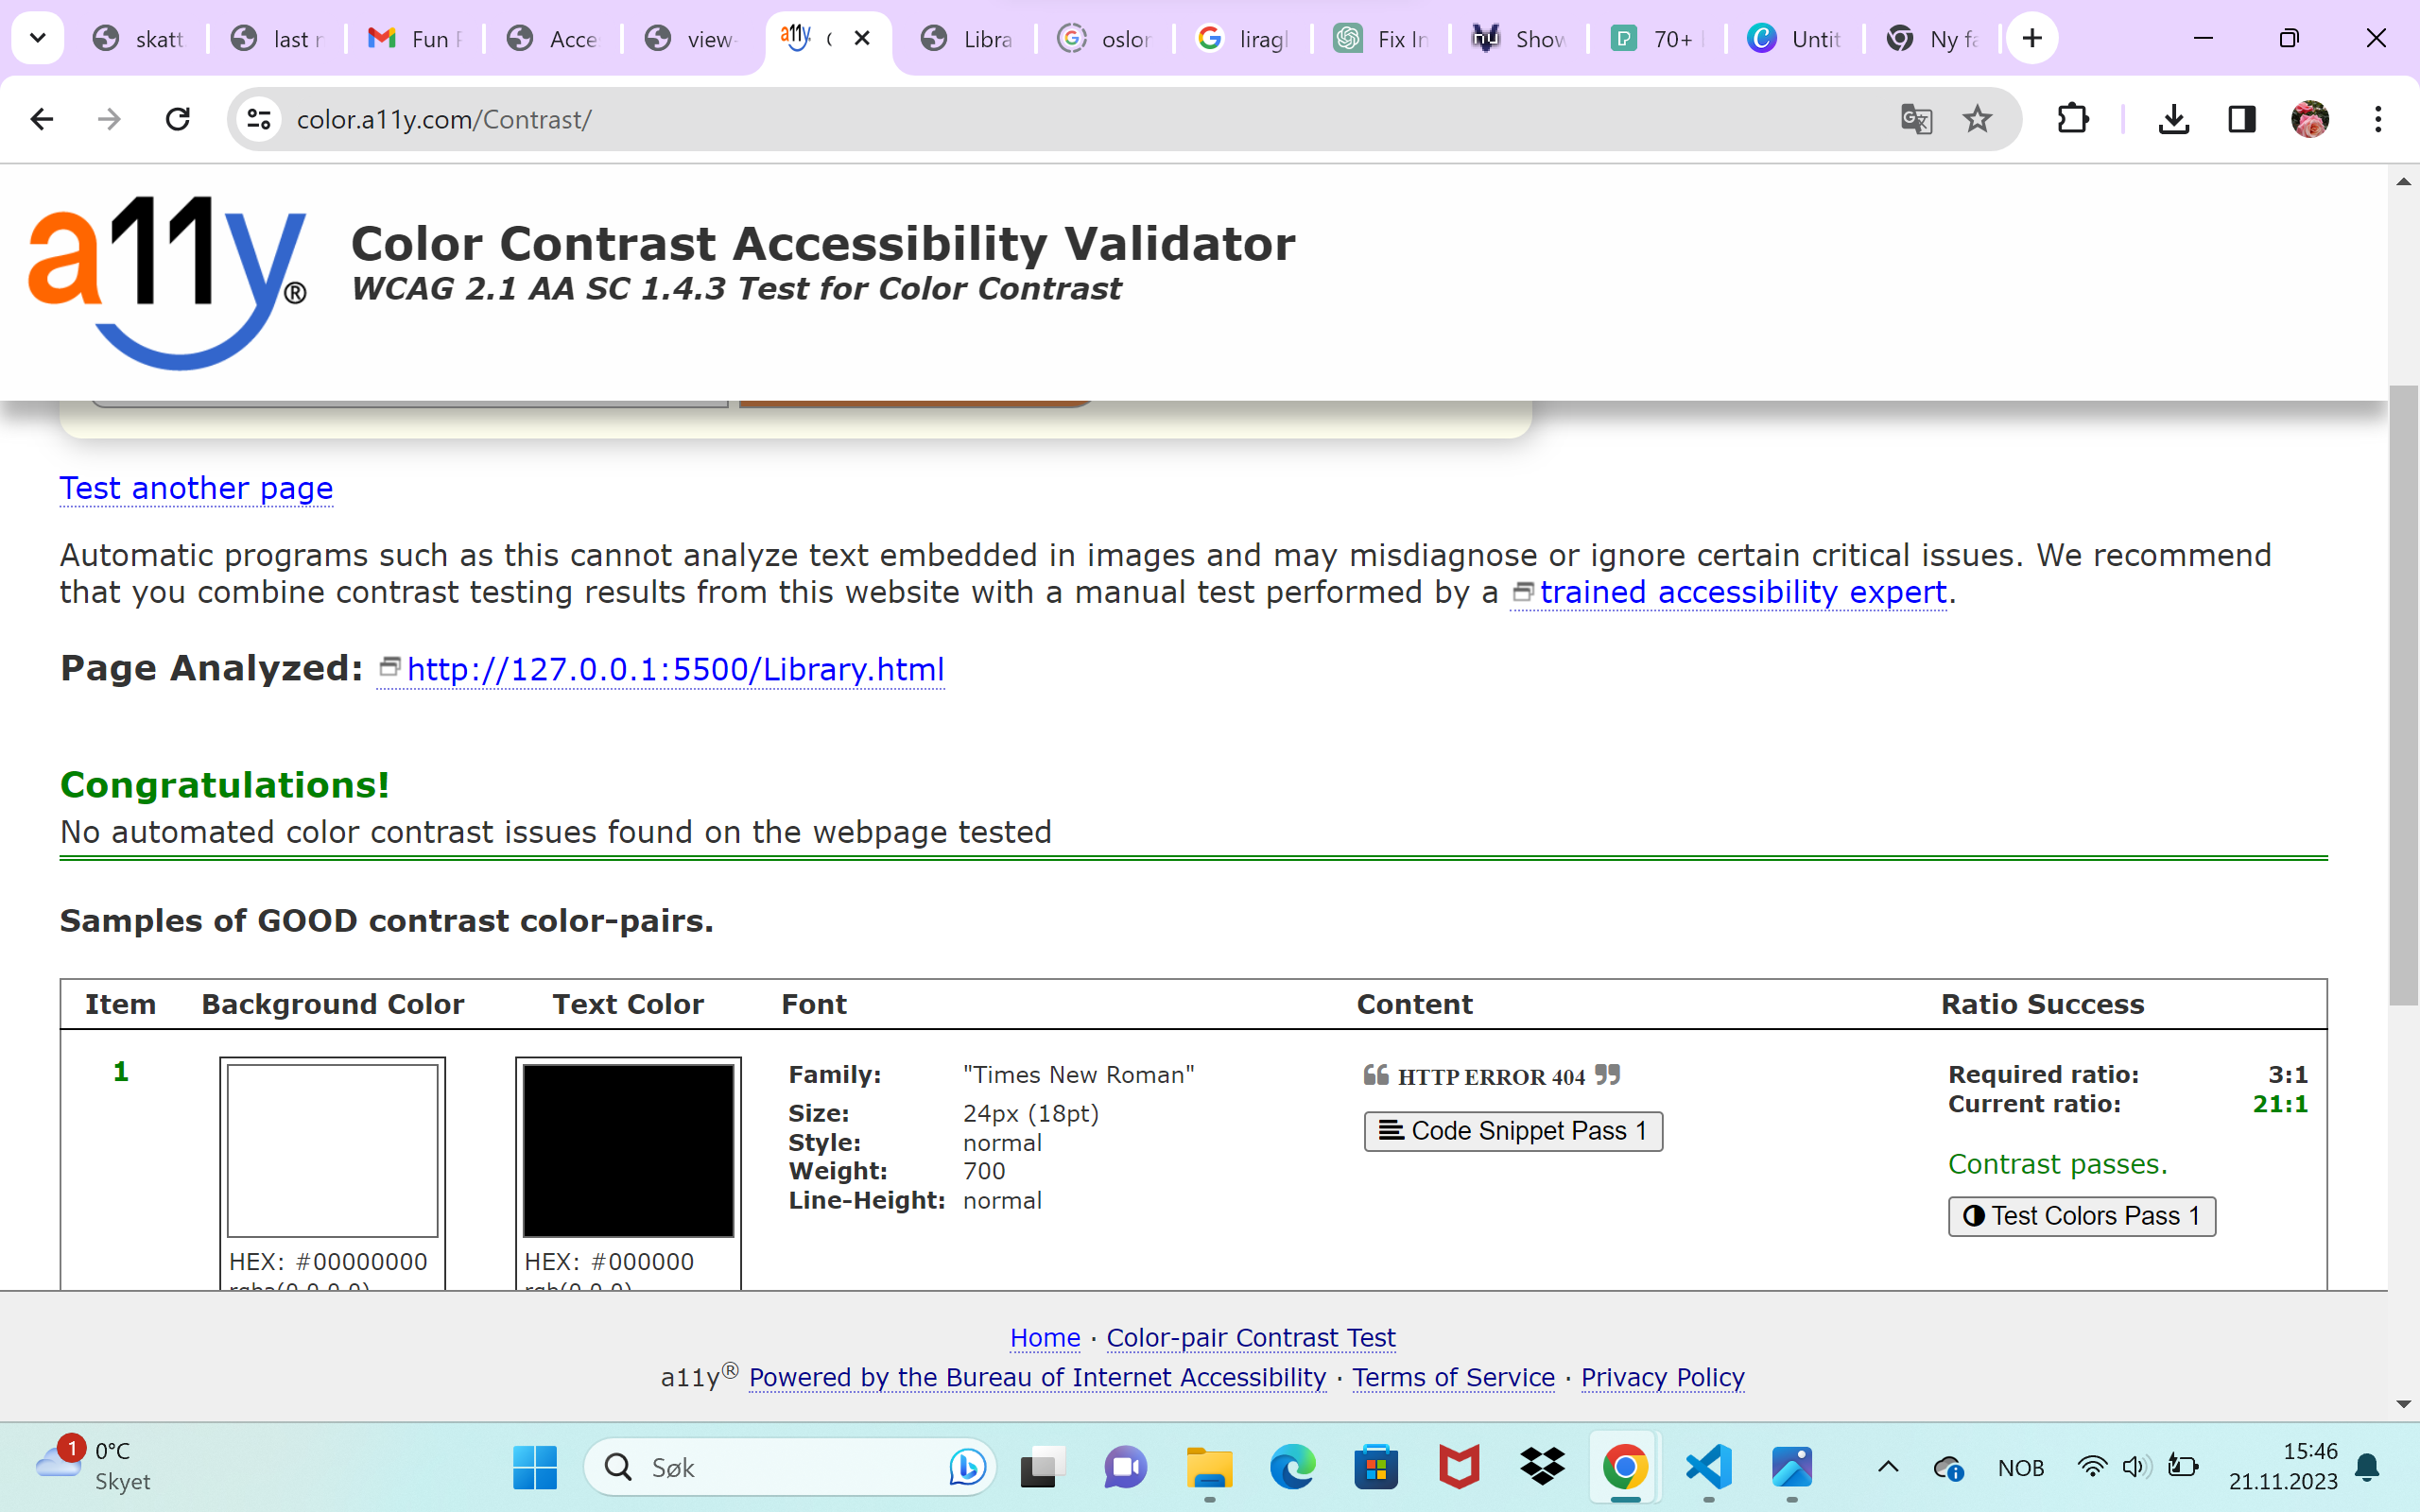 skatt
last r
Fun
Acce
view-
Libra
oslor
liragl
Fix In
Show
70+
Untit
Ny fa
color.a11y.com/Contrast/
a11y®
Color Contrast Accessibility Validator
WCAG 2.1 AA SC 1.4.3 Test for Color Contrast
Test another page
Automatic programs such as this cannot analyze text embedded in images and may misdiagnose or ignore certain critical issues. We recommend
that you combine contrast testing results from this website with a manual test performed by a trained accessibility expert.
Page Analyzed: http://127.0.0.1:5500/Library.html
Congratulations!
No automated color contrast issues found on the webpage tested
Samples of GOOD contrast color-pairs.
Item Background Color Text Color Font Content Ratio Success
1
HEX: #00000000
rgba(0,0,0,0)
HEX: #000000
rgb(0,0,0)
Family: "Times New Roman"
Size: 24px (18pt)
Style: normal
Weight: 700
Line-Height: normal
❝ HTTP ERROR 404 ❞
Code Snippet Pass 1
Required ratio: 3:1
Current ratio: 21:1
Contrast passes.
Test Colors Pass 1
Home · Color-pair Contrast Test
a11y® Powered by the Bureau of Internet Accessibility · Terms of Service · Privacy Policy
1
0°C
Skyet
Søk
NOB
15:46
21.11.2023